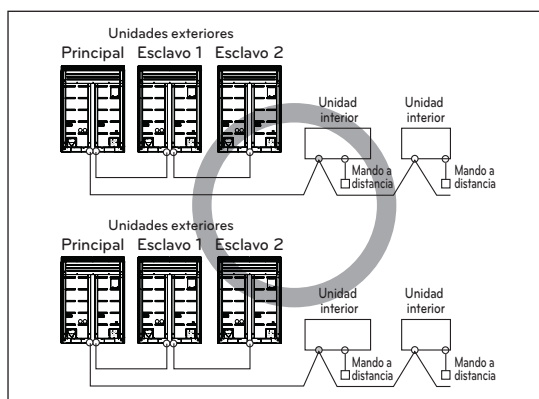 Unidades exteriores
Principal Esclavo 1 Esclavo 2
Unidad interior
Unidad interior
Mando a distancia
Mando a distancia
Unidades exteriores
Principal Esclavo 1 Esclavo 2
Unidad interior
Unidad interior
Mando a distancia
Mando a distancia